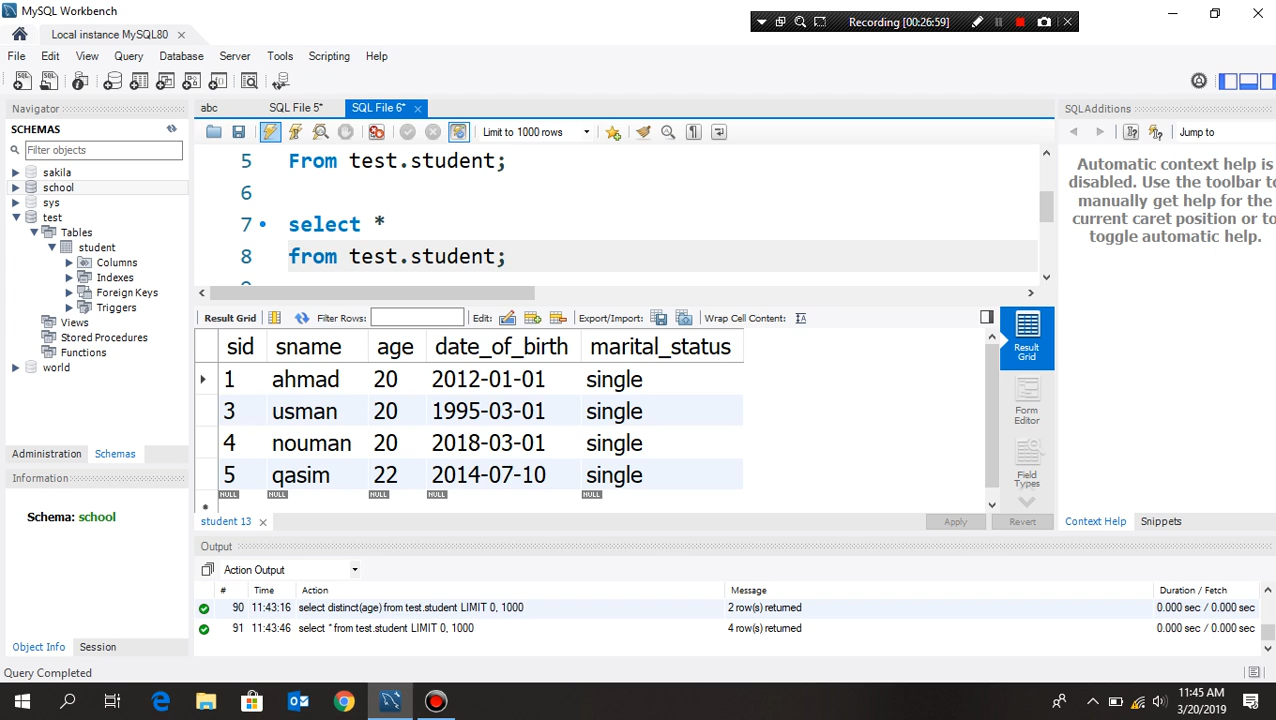 MySQL Workbench
Recording [00:26:59]
Local instance MySQL80
File Edit View Query Database Server Tools Scripting Help
Navigator
SCHEMAS
Filter objects
sakila
school
sys
test
Tables
student
Columns
Indexes
Foreign Keys
Triggers
Views
Stored Procedures
Functions
world
Administration Schemas
Information
Schema: school
Object Info Session
abc SQL File 5* SQL File 6*
Limit to 1000 rows
5 From test.student;
6
7 select *
8 from test.student;
Result Grid Filter Rows: Edit: Export/Import: Wrap Cell Content:
sid sname age date_of_birth marital_status
1 ahmad 20 2012-01-01 single
3 usman 20 1995-03-01 single
4 nouman 20 2018-03-01 single
5 qasim 22 2014-07-10 single
NULL NULL NULL NULL NULL
student 13
Apply Revert
Result
Grid
Form
Editor
Field
Types
SQLAdditions
Jump to
Automatic context help is
disabled. Use the toolbar to
manually get help for the
current caret position or to
toggle automatic help.
Context Help Snippets
Output
Action Output
# Time Action Message Duration / Fetch
90 11:43:16 select distinct(age) from test.student LIMIT 0, 1000 2 row(s) returned 0.000 sec / 0.000 sec
91 11:43:46 select * from test.student LIMIT 0, 1000 4 row(s) returned 0.000 sec / 0.000 sec
Query Completed
11:45 AM
3/20/2019